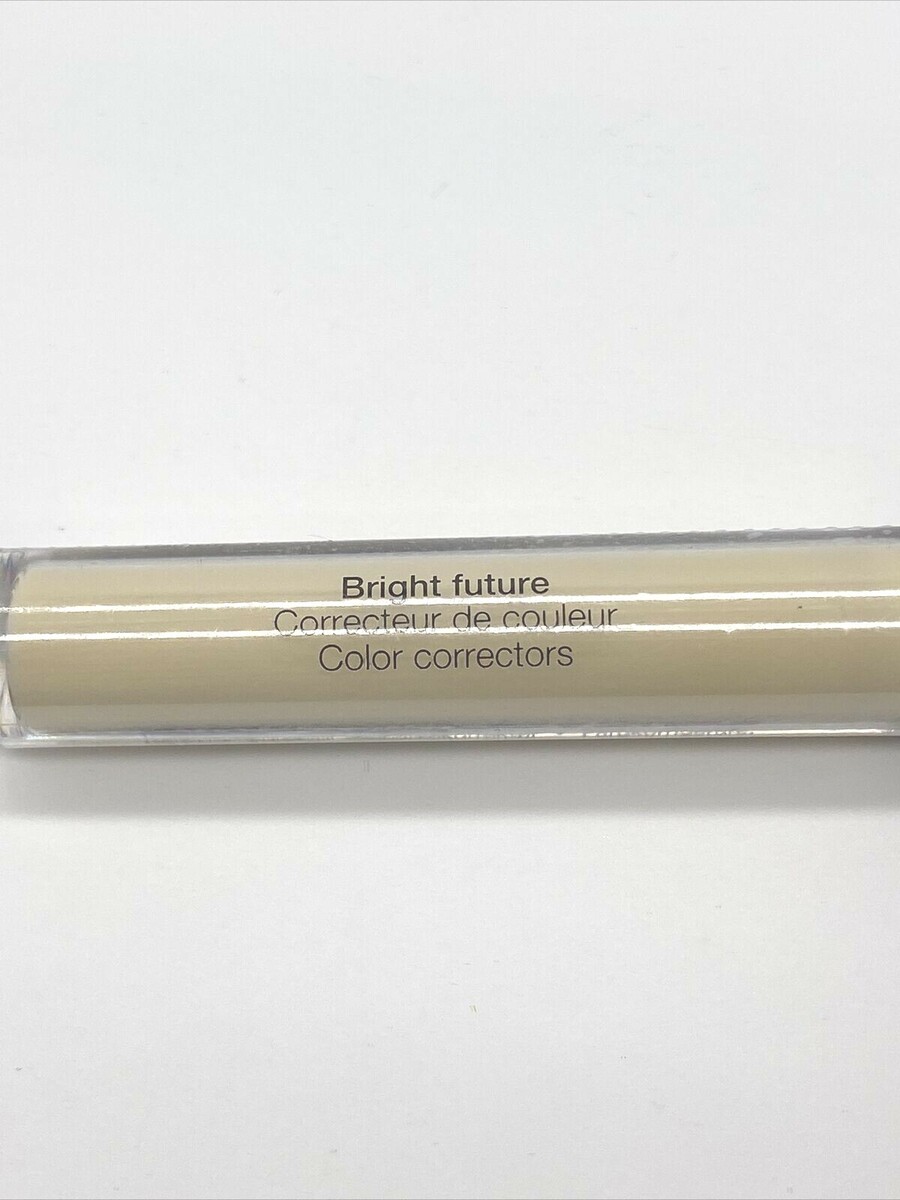 Bright future
Correcteur de couleur
Color correctors